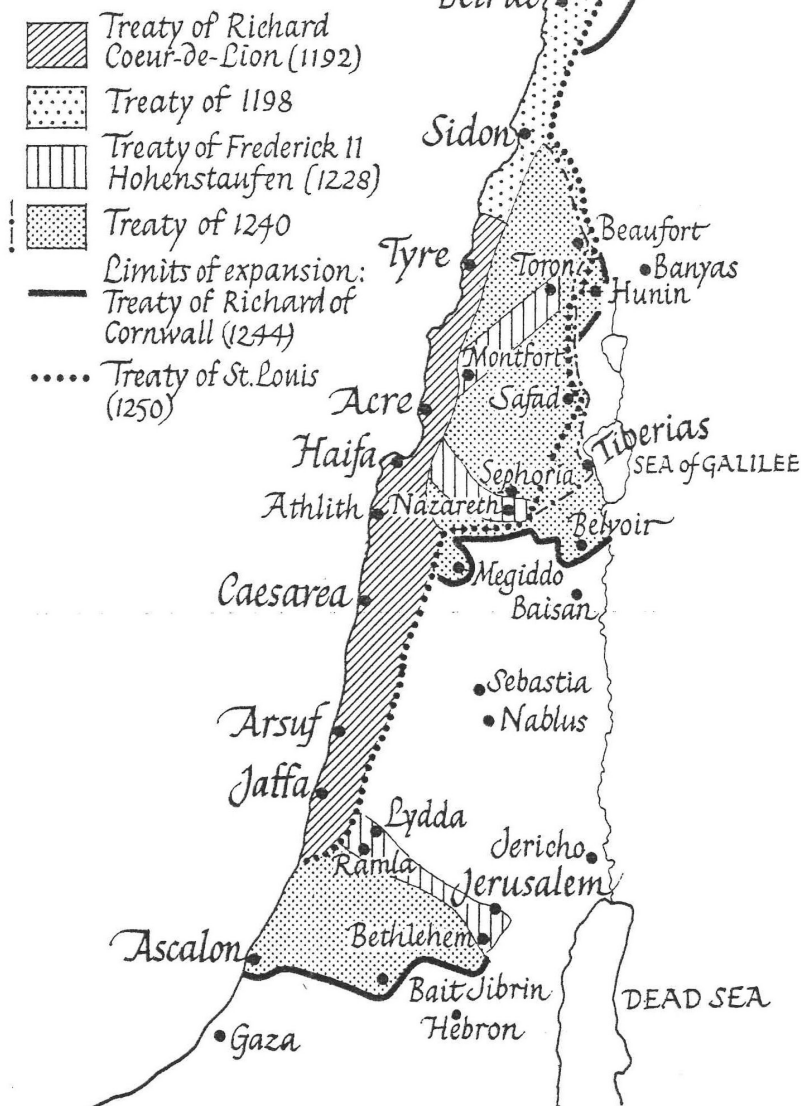 Treaty of Richard
Coeur-de-Lion (1192)
Treaty of 1198
Treaty of Frederick II
Hohenstaufen (1228)
Treaty of 1240
Limits of expansion:
Treaty of Richard of
Cornwall (1244)
Treaty of St. Louis
(1250)
Sidon
Beaufort
Tyre
Toron
Banyas
Hunin
Montfort
Acre
Safad
Tiberias
Haifa
SEA of GALILEE
Sephoria
Athlith
Nazareth
Belvoir
Megiddo
Caesarea
Baisan
Sebastia
Arsuf
Nablus
Jaffa
Lydda
Ramla
Jericho
Jerusalem
Ascalon
Bethlehem
Bait Jibrin
DEAD SEA
Hebron
Gaza